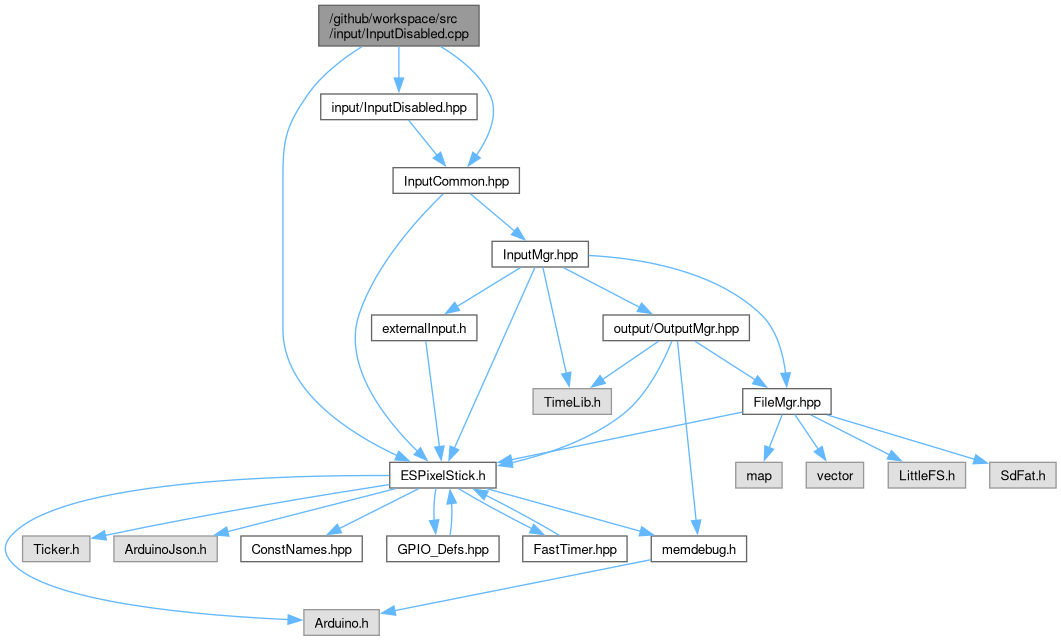 /github/workspace/src
/input/InputDisabled.cpp
input/InputDisabled.hpp
InputCommon.hpp
InputMgr.hpp
externalInput.h
output/OutputMgr.hpp
TimeLib.h
FileMgr.hpp
ESPixelStick.h
map
vector
LittleFS.h
SdFat.h
Ticker.h
ArduinoJson.h
ConstNames.hpp
GPIO_Defs.hpp
FastTimer.hpp
memdebug.h
Arduino.h